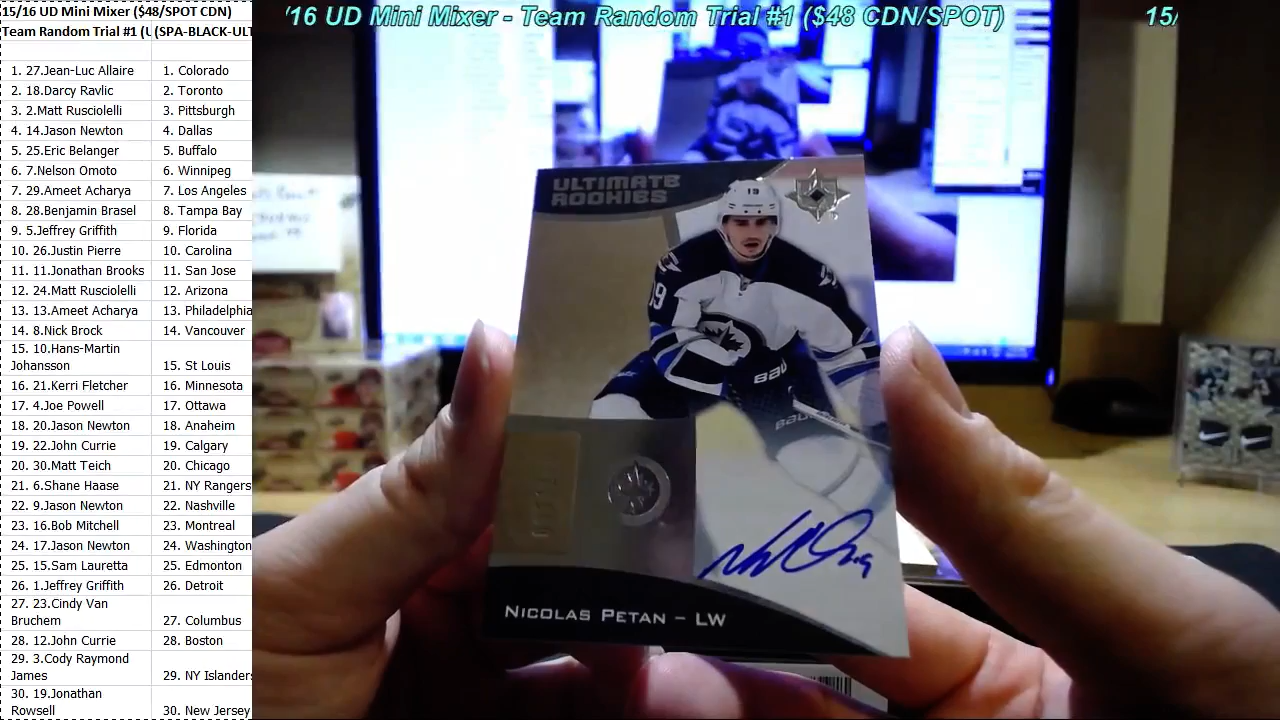 15/16 UD Mini Mixer ($48/SPOT CDN)
Team Random Trial #1 (U (SPA-BLACK-ULT
1. 27.Jean-Luc Allaire 1. Colorado
2. 18.Darcy Ravlic 2. Toronto
3. 2.Matt Rusciolelli 3. Pittsburgh
4. 14.Jason Newton 4. Dallas
5. 25.Eric Belanger 5. Buffalo
6. 7.Nelson Omoto 6. Winnipeg
7. 29.Ameet Acharya 7. Los Angeles
8. 28.Benjamin Brasel 8. Tampa Bay
9. 5.Jeffrey Griffith 9. Florida
10. 26.Justin Pierre 10. Carolina
11. 11.Jonathan Brooks 11. San Jose
12. 24.Matt Rusciolelli 12. Arizona
13. 13.Ameet Acharya 13. Philadelphia
14. 8.Nick Brock 14. Vancouver
15. 10.Hans-Martin
Johansson 15. St Louis
16. 21.Kerri Fletcher 16. Minnesota
17. 4.Joe Powell 17. Ottawa
18. 20.Jason Newton 18. Anaheim
19. 22.John Currie 19. Calgary
20. 30.Matt Teich 20. Chicago
21. 6.Shane Haase 21. NY Rangers
22. 9.Jason Newton 22. Nashville
23. 16.Bob Mitchell 23. Montreal
24. 17.Jason Newton 24. Washington
25. 15.Sam Lauretta 25. Edmonton
26. 1.Jeffrey Griffith 26. Detroit
27. 23.Cindy Van
Bruchem 27. Columbus
28. 12.John Currie 28. Boston
29. 3.Cody Raymond
James 29. NY Islanders
30. 19.Jonathan
Rowsell 30. New Jersey
/16 UD Mini Mixer - Team Random Trial #1 ($48 CDN/SPOT) 15/
ULTIMATE
ROOKIES
19
19
BAU
BAU
NICOLAS PETAN – LW